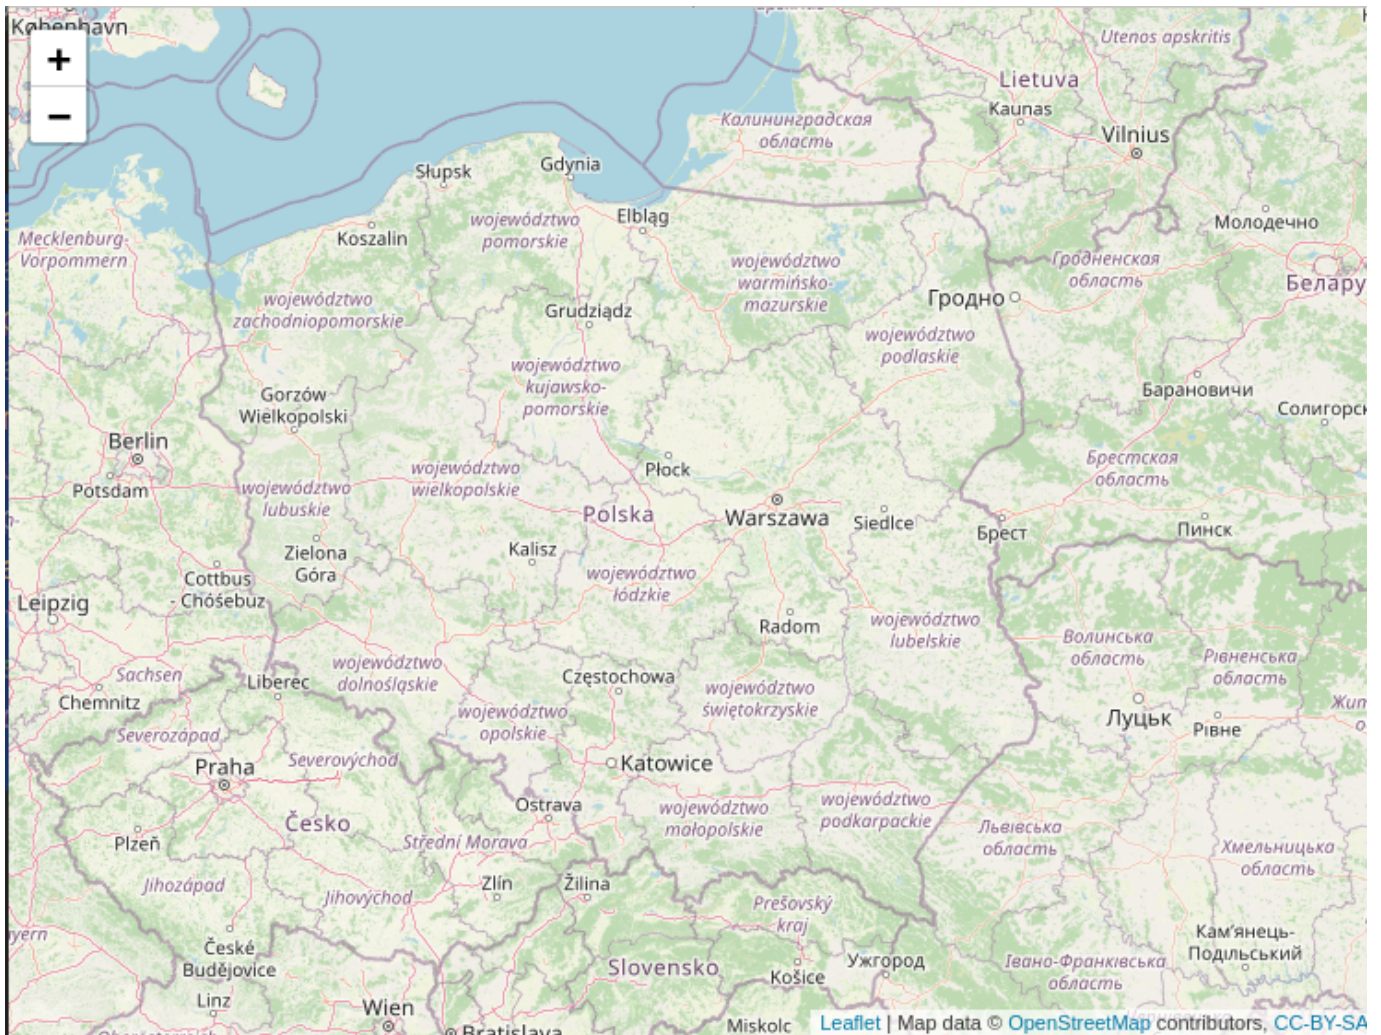 København
Utenos apskritis
+
Lietuva
Kaunas
−
Калининградская
область
Vilnius
Gdynia
Słupsk
województwo
pomorskie
Elbląg
Молодечно
Koszalin
Mecklenburg-
Vorpommern
województwo
warmińsko-
mazurskie
Гродненская
область
Белару
Гродно
województwo
zachodniopomorskie
Grudziądz
województwo
podlaskie
województwo
kujawsko-
pomorskie
Барановичи
Gorzów
Wielkopolski
Солигорск
Berlin
Брестская
область
Płock
województwo
wielkopolskie
Potsdam
województwo
lubuskie
Polska
Warszawa
Siedlce
Брест
Пинск
Zielona
Góra
Kalisz
województwo
łódzkie
Cottbus
- Chóśebuz
Leipzig
Radom
województwo
lubelskie
Волинська
область
Рівненська
область
Sachsen
województwo
dolnośląskie
Częstochowa
Liberec
województwo
świętokrzyskie
Chemnitz
Жит
о
województwo
opolskie
Луцьк
Рівне
Severozápad
Severovýchod
Praha
Katowice
Ostrava
województwo
małopolskie
województwo
podkarpackie
Česko
Львівська
область
Plzeň
Střední Morava
Хмельницька
область
Jihozápad
Jihovýchod
Zlín
Žilina
Prešovský
kraj
ayern
České
Budějovice
Кам'янець-
Подільський
Slovensko
Košice
Ужгород
Івано-Франківська
область
Linz
Wien
Bratislava
Miskolc
Leaflet | Map data © OpenStreetMap contributors, CC-BY-SA